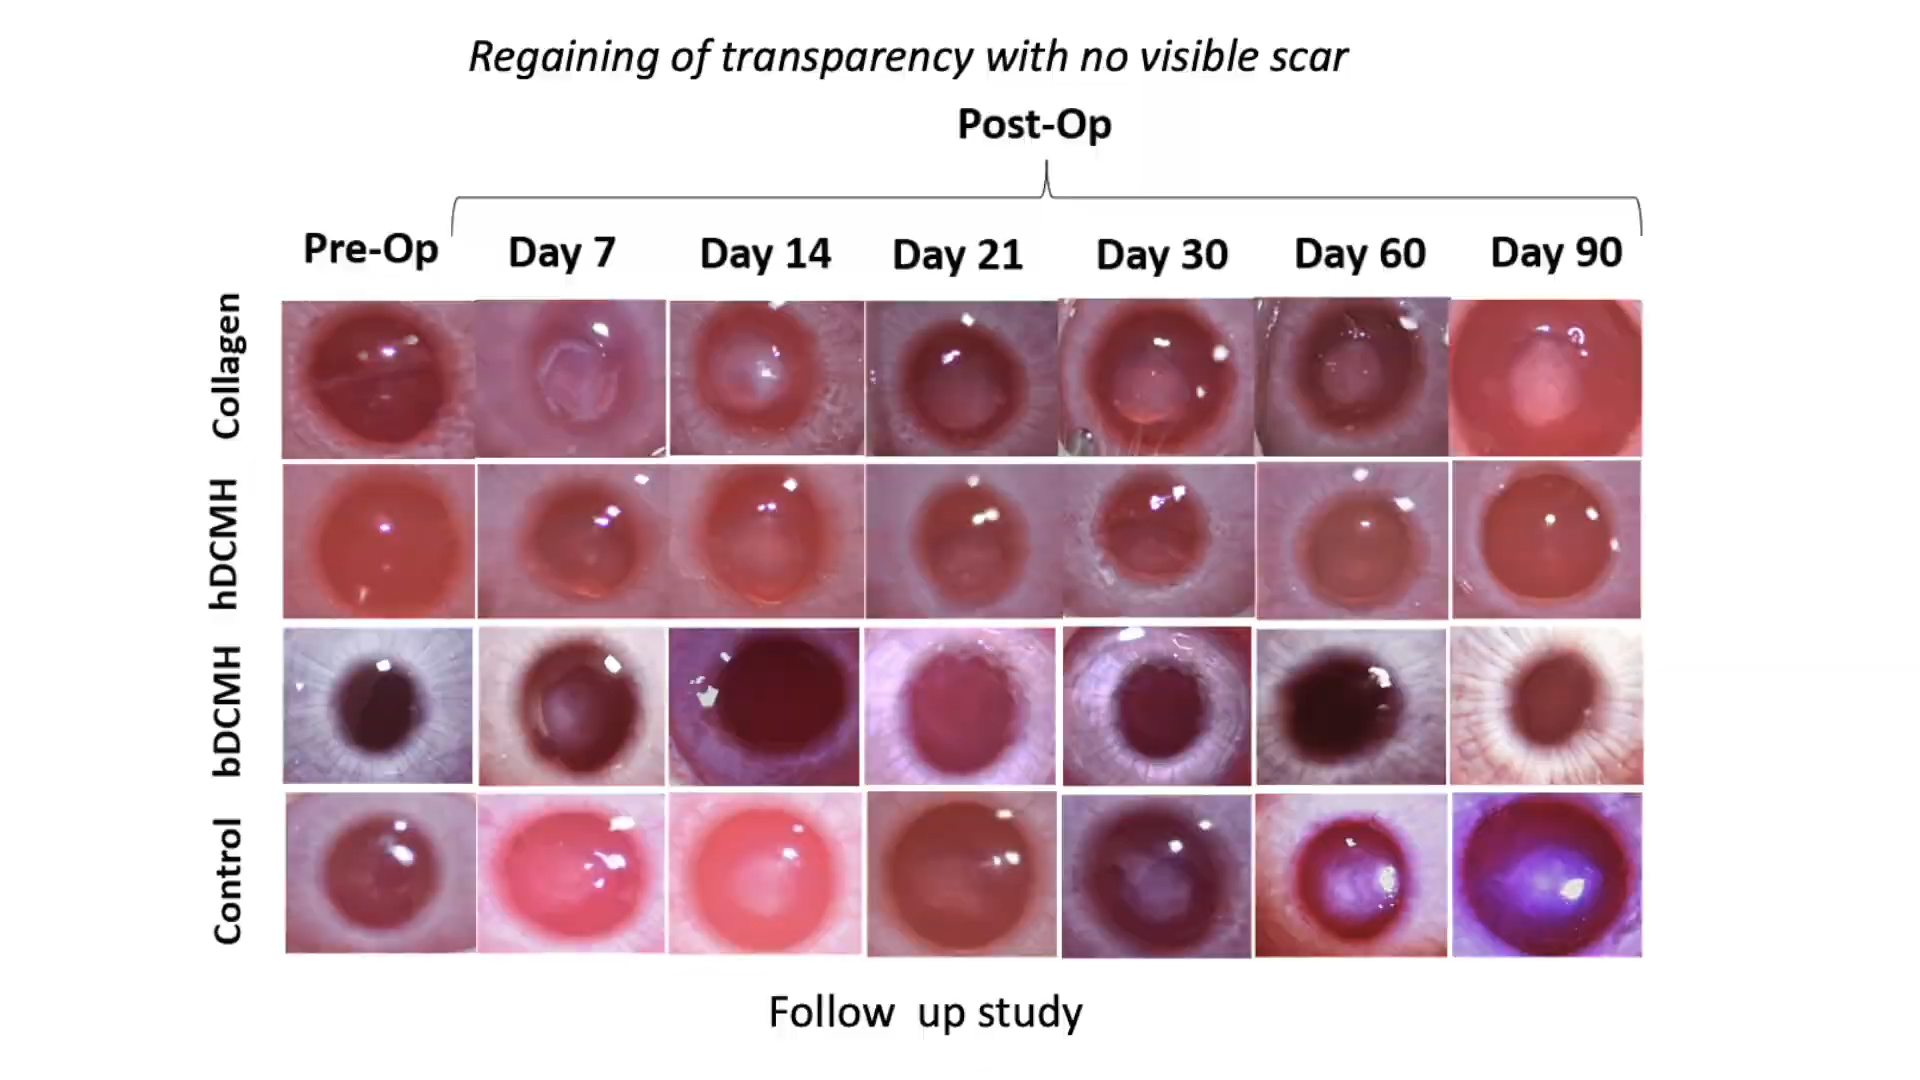 Regaining of transparency with no visible scar
Post-Op
Pre-Op Day 7 Day 14 Day 21 Day 30 Day 60 Day 90
Collagen
hDCMH
bDCMH
Control
Follow up study